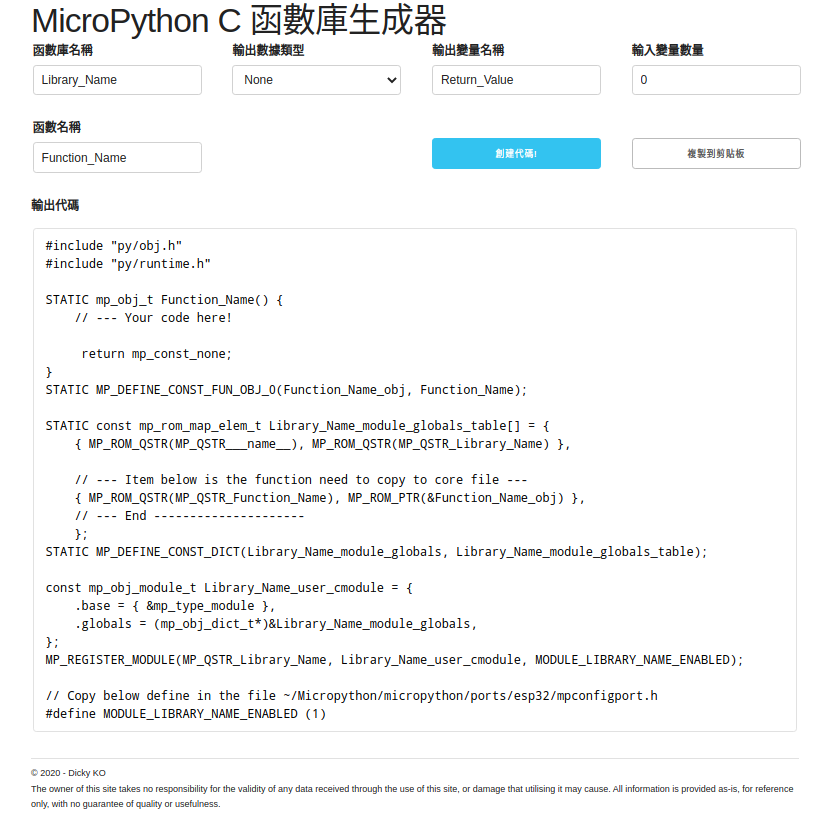 MicroPython C 函數庫生成器
函數庫名稱 輸出數據類型 輸出變量名稱 輸入變量數量
Library_Name None Return_Value 0
函數名稱
Function_Name 創建代碼! 複製到剪貼板
輸出代碼
#include "py/obj.h"
#include "py/runtime.h"
STATIC mp_obj_t Function_Name() {
// --- Your code here!
return mp_const_none;
}
STATIC MP_DEFINE_CONST_FUN_OBJ_0(Function_Name_obj, Function_Name);
STATIC const mp_rom_map_elem_t Library_Name_module_globals_table[] = {
{ MP_ROM_QSTR(MP_QSTR___name__), MP_ROM_QSTR(MP_QSTR_Library_Name) },
// --- Item below is the function need to copy to core file ---
{ MP_ROM_QSTR(MP_QSTR_Function_Name), MP_ROM_PTR(&Function_Name_obj) },
// --- End ---------------------
};
STATIC MP_DEFINE_CONST_DICT(Library_Name_module_globals, Library_Name_module_globals_table);
const mp_obj_module_t Library_Name_user_cmodule = {
.base = { &mp_type_module },
.globals = (mp_obj_dict_t*)&Library_Name_module_globals,
};
MP_REGISTER_MODULE(MP_QSTR_Library_Name, Library_Name_user_cmodule, MODULE_LIBRARY_NAME_ENABLED);
// Copy below define in the file ~/Micropython/micropython/ports/esp32/mpconfigport.h
#define MODULE_LIBRARY_NAME_ENABLED (1)
© 2020 - Dicky KO
The owner of this site takes no responsibility for the validity of any data received through the use of this site, or damage that utilising it may cause. All information is provided as-is, for reference
only, with no guarantee of quality or usefulness.